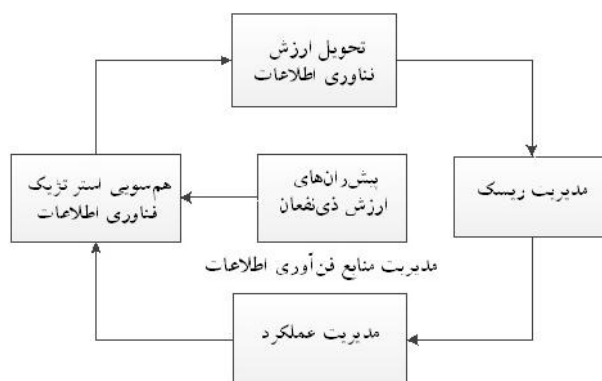 تحویل ارزش
فناوری اطلاعات
هم‌سویی استراتژیک
فناوری اطلاعات
پیش‌ران‌های
ارزش ذی‌نفعان
مدیریت ریسک
مدیریت منابع فن‌آوری اطلاعات
مدیریت عملکرد